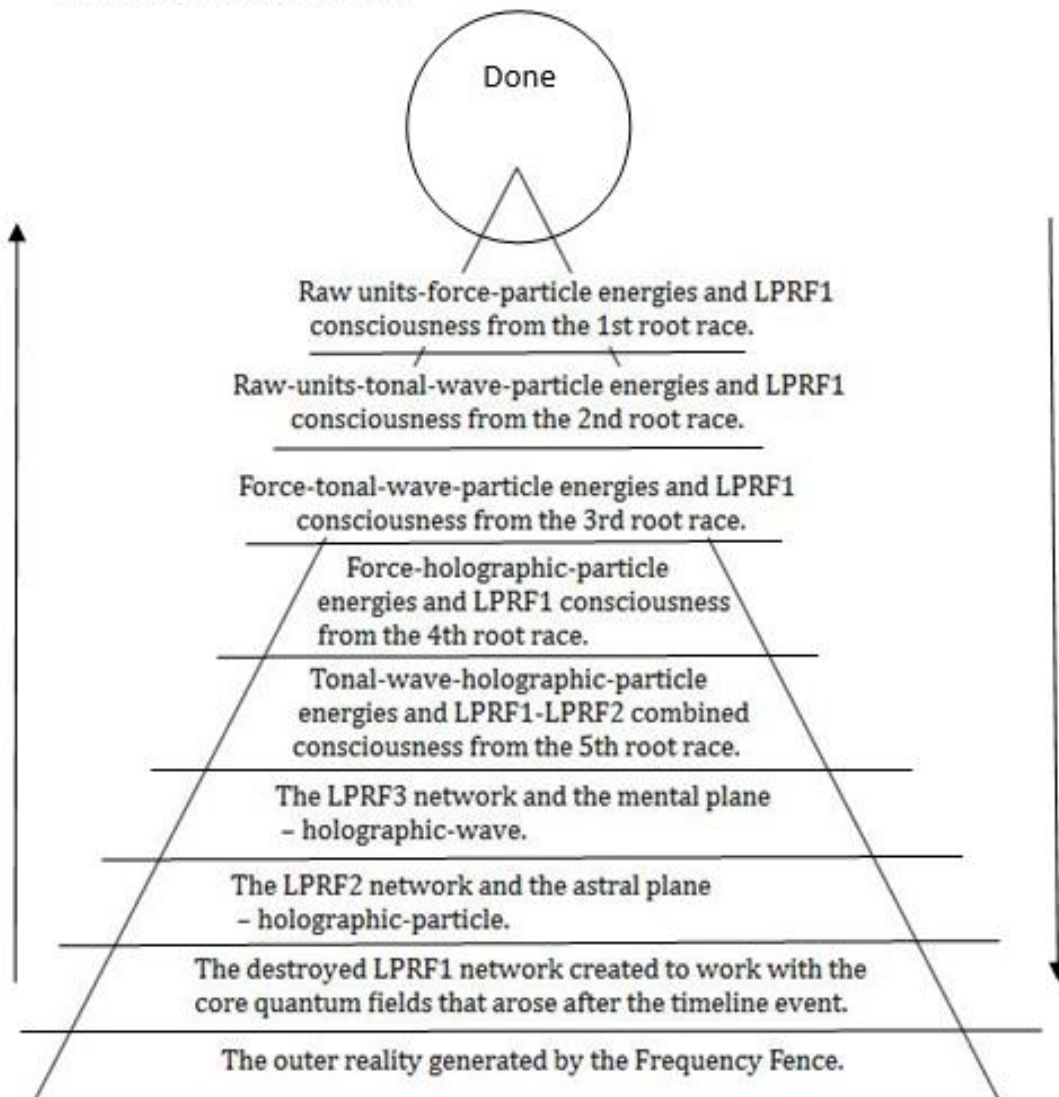 Done
Raw units-force-particle energies and LPRF1
consciousness from the 1st root race.
Raw-units-tonal-wave-particle energies and LPRF1
consciousness from the 2nd root race.
Force-tonal-wave-particle energies and LPRF1
consciousness from the 3rd root race.
Force-holographic-particle
energies and LPRF1 consciousness
from the 4th root race.
Tonal-wave-holographic-particle
energies and LPRF1-LPRF2 combined
consciousness from the 5th root race.
The LPRF3 network and the mental plane
– holographic-wave.
The LPRF2 network and the astral plane
– holographic-particle.
The destroyed LPRF1 network created to work with the
core quantum fields that arose after the timeline event.
The outer reality generated by the Frequency Fence.